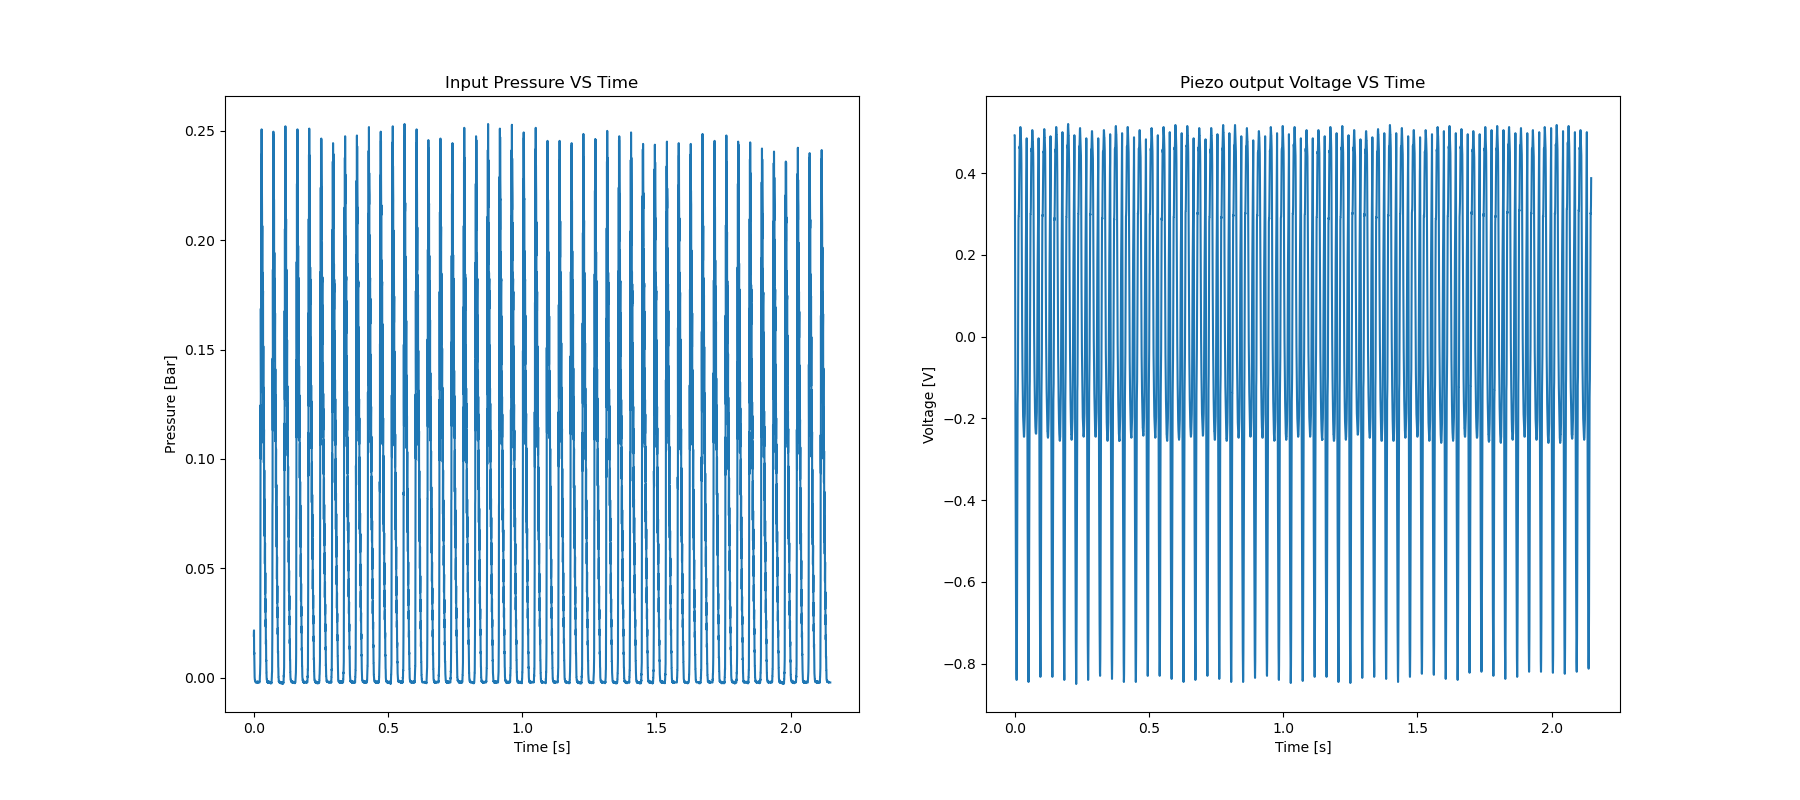 Input Pressure VS Time
0.25
0.20
0.15
0.10
0.05
0.00
Pressure [Bar]
0.0 0.5 1.0 1.5 2.0
Time [s]
Piezo output Voltage VS Time
0.4
0.2
0.0
−0.2
−0.4
−0.6
−0.8
Voltage [V]
0.0 0.5 1.0 1.5 2.0
Time [s]